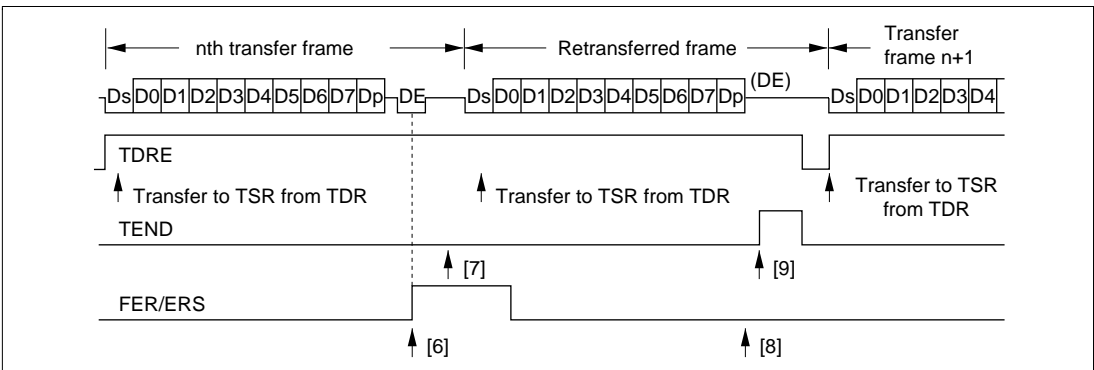 nth transfer frame
Retransferred frame
Transfer
frame n+1
Ds D0 D1 D2 D3 D4 D5 D6 D7 Dp DE
Ds D0 D1 D2 D3 D4 D5 D6 D7 Dp
(DE)
Ds D0 D1 D2 D3 D4
TDRE
Transfer to TSR from TDR
Transfer to TSR from TDR
Transfer to TSR
from TDR
TEND
[7]
[9]
FER/ERS
[6]
[8]